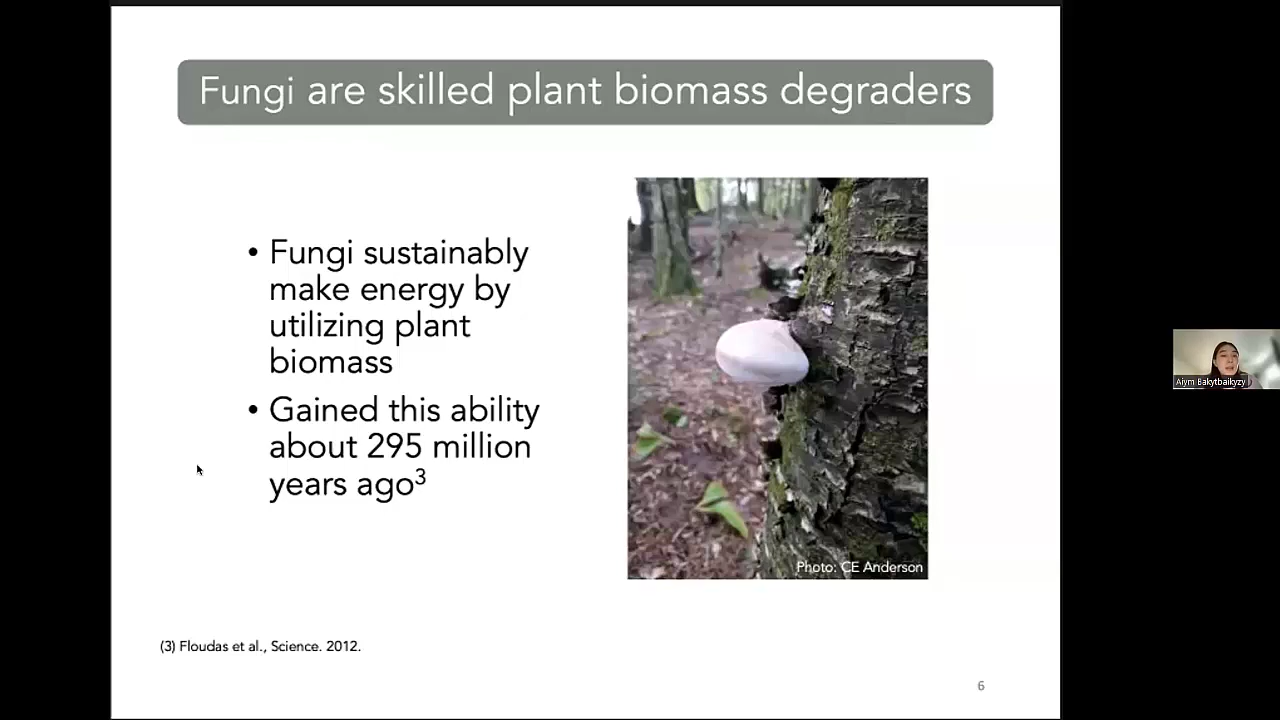 Fungi are skilled plant biomass degraders
• Fungi sustainably
make energy by
utilizing plant
biomass
• Gained this ability
about 295 million
years ago³
Photo: CE Anderson
Aiym Bakytbaikyzy
(3) Floudas et al., Science. 2012.
6